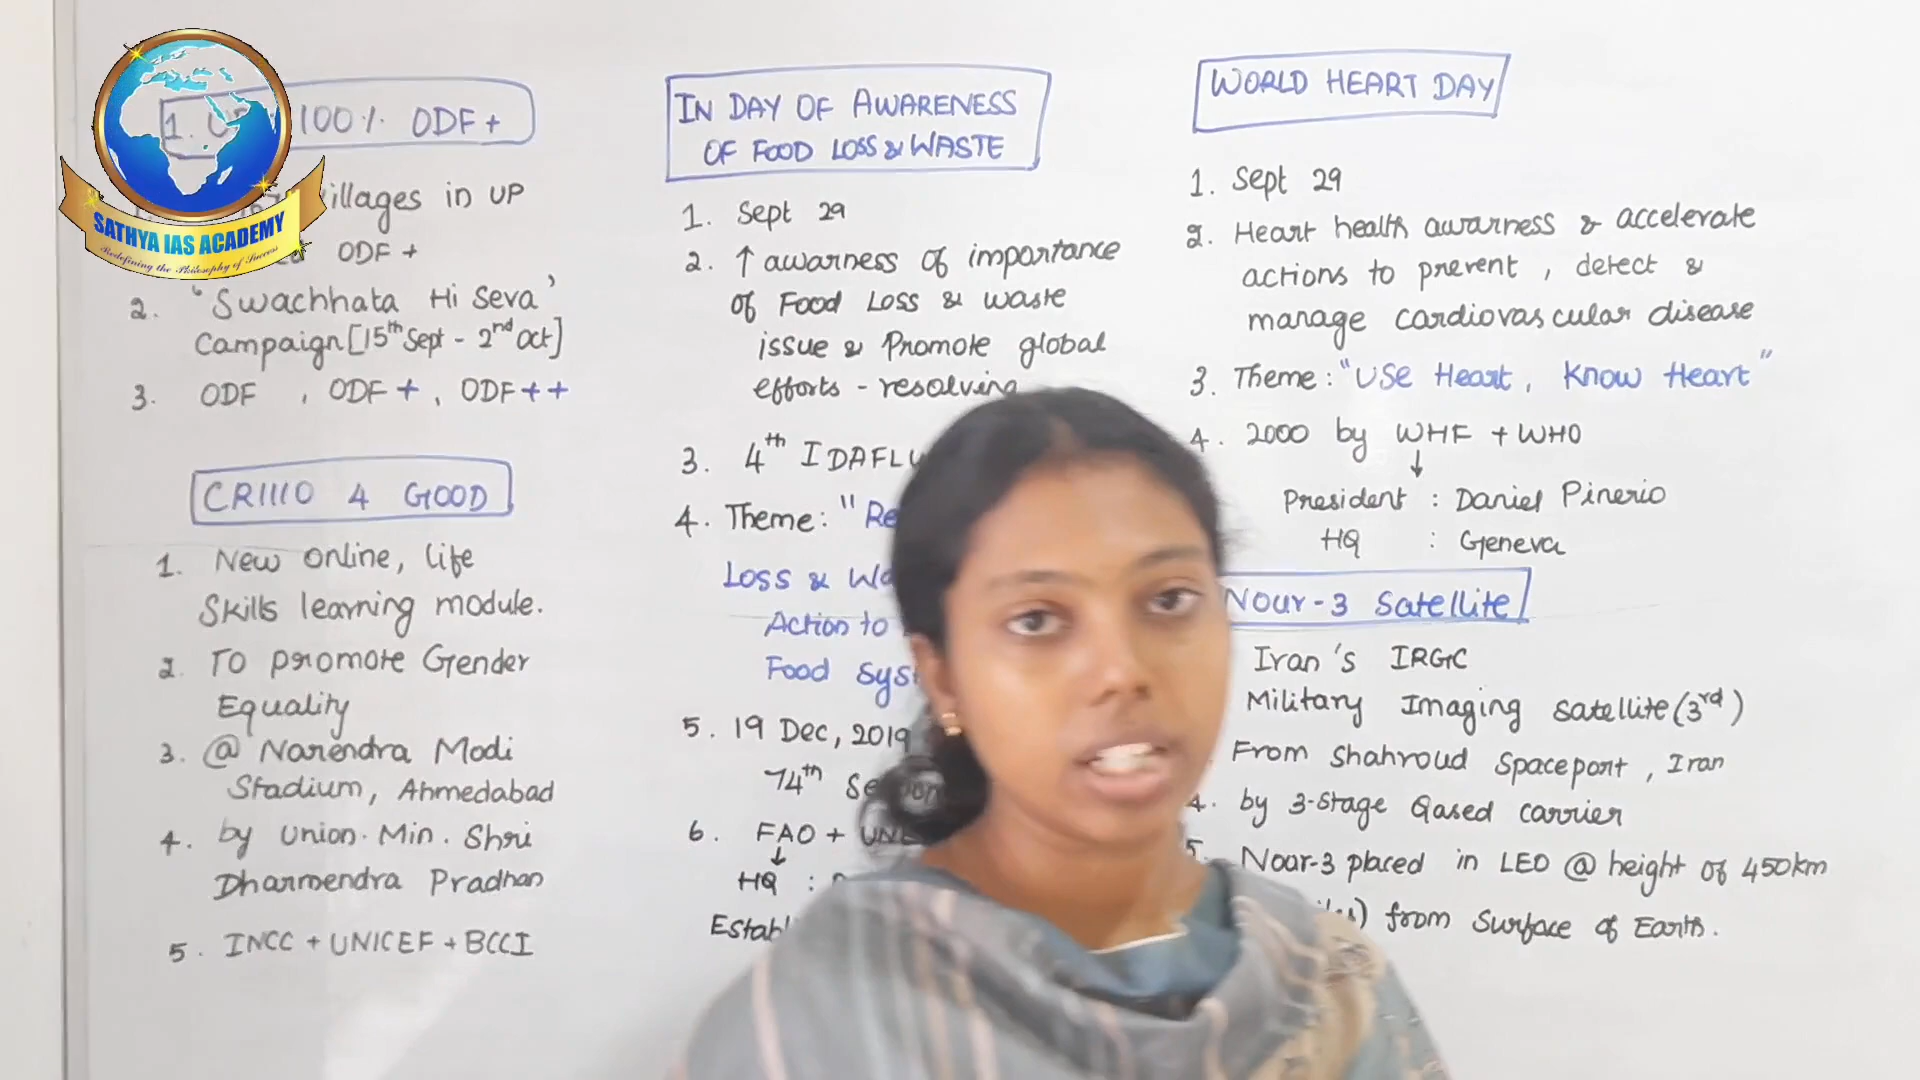 SATHYA IAS ACADEMY
Redefining the Philosophy of Success
1. 100% ODF+
villages in UP
ODF +
2. 'Swachhata Hi Seva'
Campaign [15th Sept - 2nd Oct]
3. ODF , ODF + , ODF ++
CRIIIO 4 GOOD
1. New online, life
Skills learning module.
2. To promote Gender
Equality
3. @ Narendra Modi
Stadium, Ahmedabad
4. by Union. Min. Shri
Dharmendra Pradhan
5. INCC + UNICEF + BCCI
IN DAY OF AWARENESS
OF FOOD LOSS & WASTE
1. Sept 29
2. ↑ awarness of importance
of Food Loss & waste
issue & Promote global
efforts - resolving
3. 4th IDAFL
4. Theme: "Re
Loss & Wa
Action to
Food Sys
5. 19 Dec, 2019
74th
6. FAO +
↓
HQ :
Establ
WORLD HEART DAY
1. Sept 29
2. Heart health awarness & accelerate
actions to prevent , detect &
manage cardiovascular disease
3. Theme: "USe Heart, Know Heart"
4. 2000 by WHF + WHO
↓
President : Daniel Pinerio
HQ : Geneva
Nour-3 Satellite
Iran's IRGC
Military Imaging satellite (3rd)
From Shahroud spaceport , Iran
4. by 3-stage Qased carrier
5. Nour-3 placed in LEO @ height of 450km
from surface of Earth.